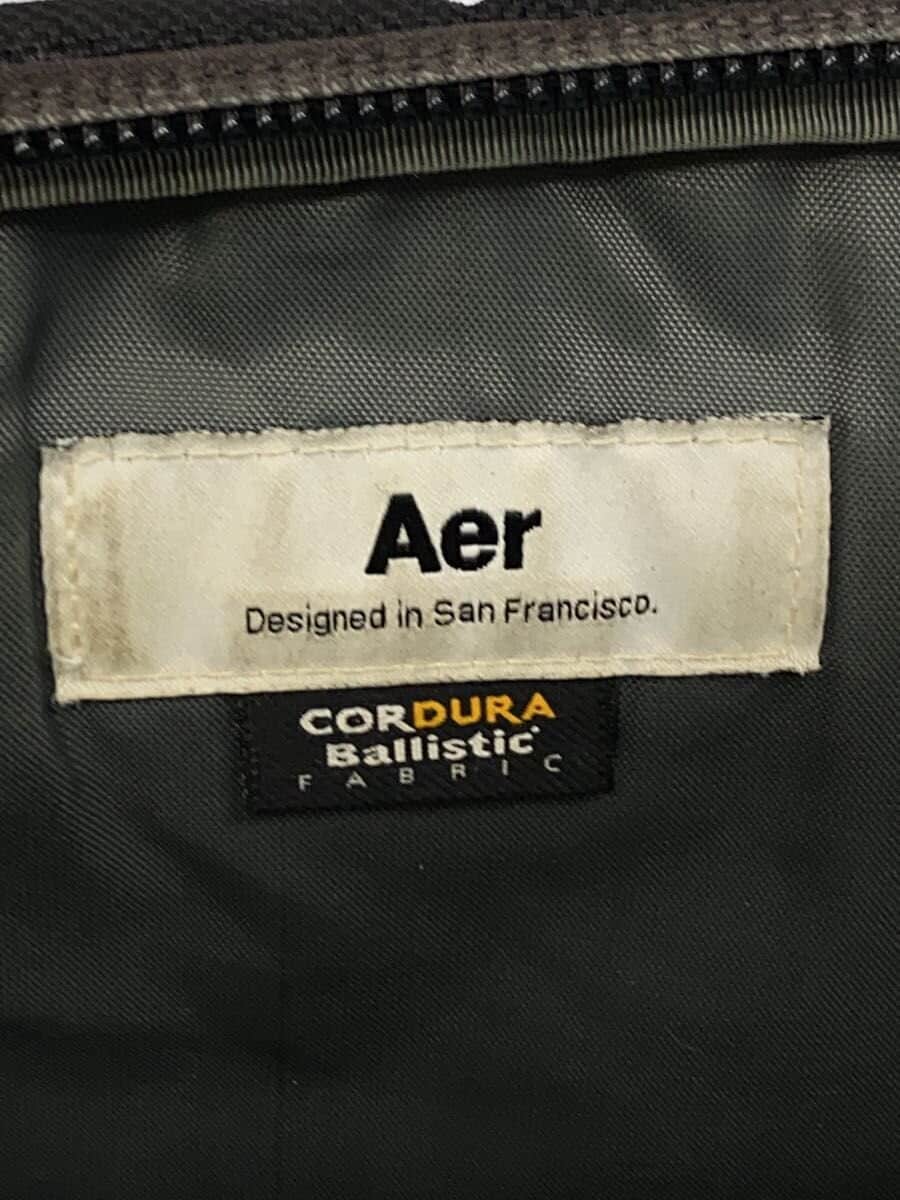 Aer
Designed in San Francisco.
CORDURA
Ballistic
FABRIC